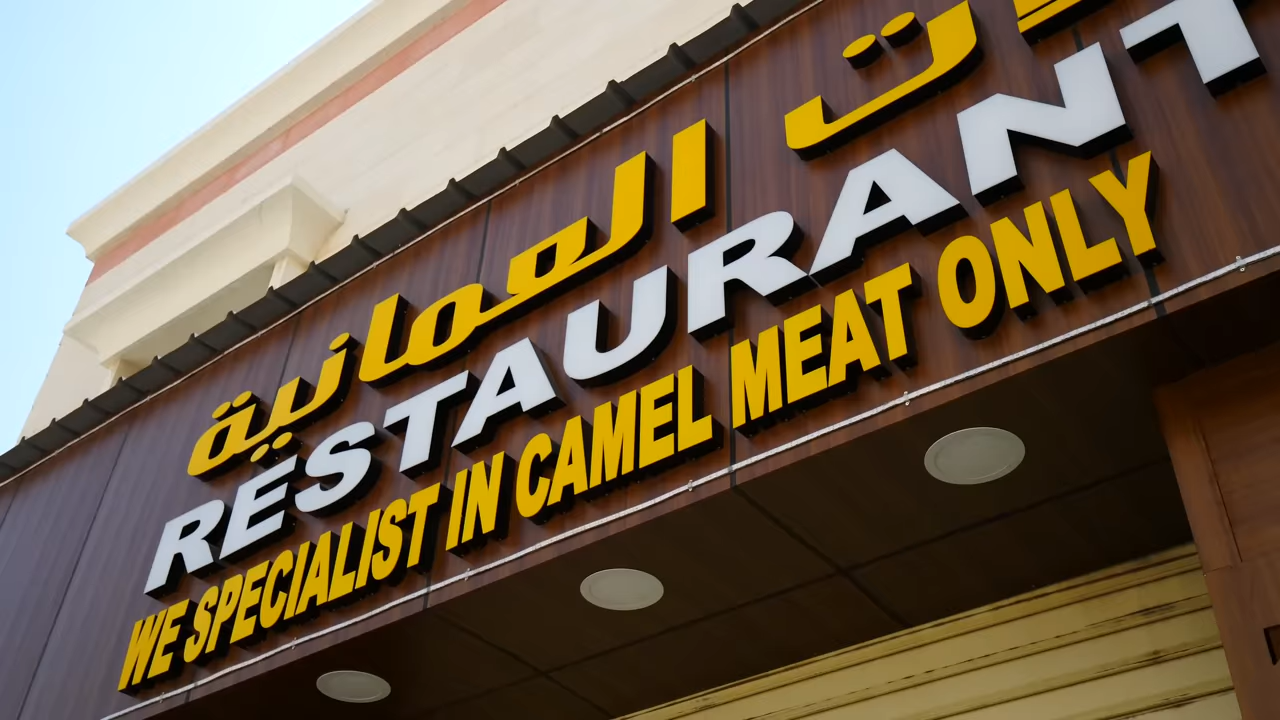 العمانية
RESTAURANT
WE SPECIALIST IN CAMEL MEAT ONLY